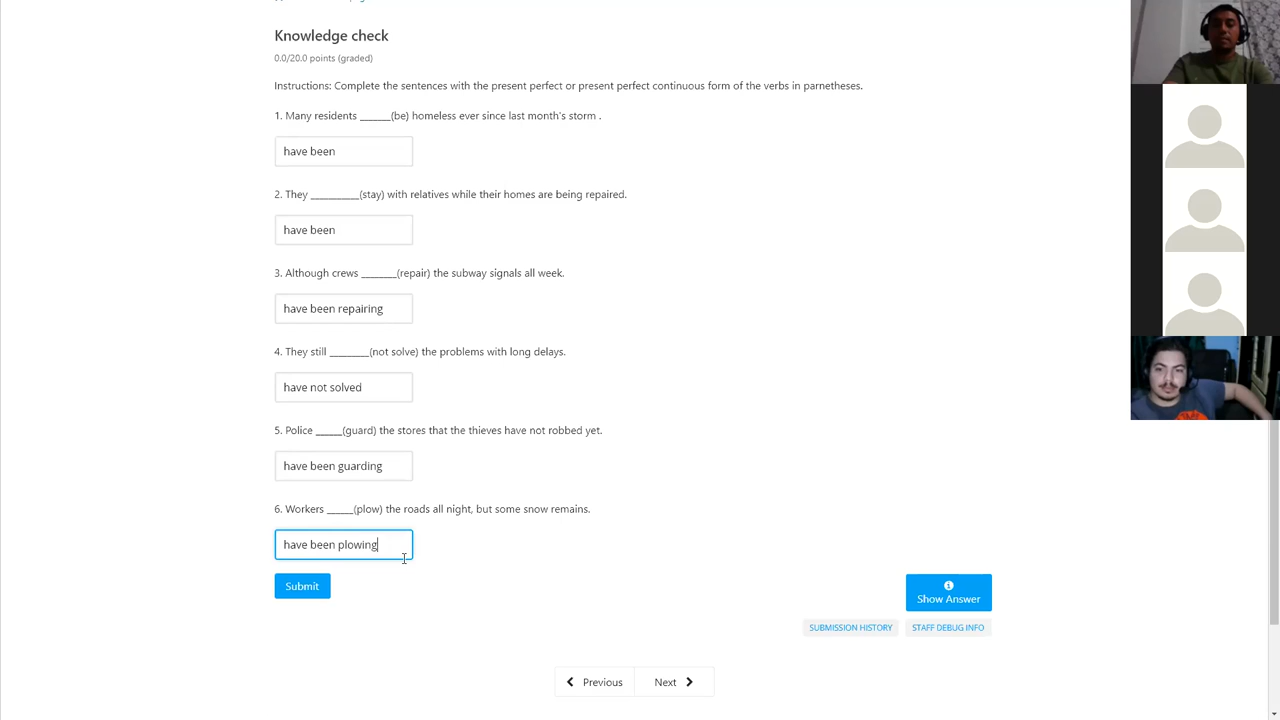 Knowledge check
0.0/20.0 points (graded)
Instructions: Complete the sentences with the present perfect or present perfect continuous form of the verbs in parnetheses.
1. Many residents ______(be) homeless ever since last month's storm .
have been
2. They __________(stay) with relatives while their homes are being repaired.
have been
3. Although crews _______(repair) the subway signals all week.
have been repairing
4. They still ________(not solve) the problems with long delays.
have not solved
5. Police _____(guard) the stores that the thieves have not robbed yet.
have been guarding
6. Workers _____(plow) the roads all night, but some snow remains.
have been plowing
Submit
Show Answer
SUBMISSION HISTORY STAFF DEBUG INFO
Previous Next